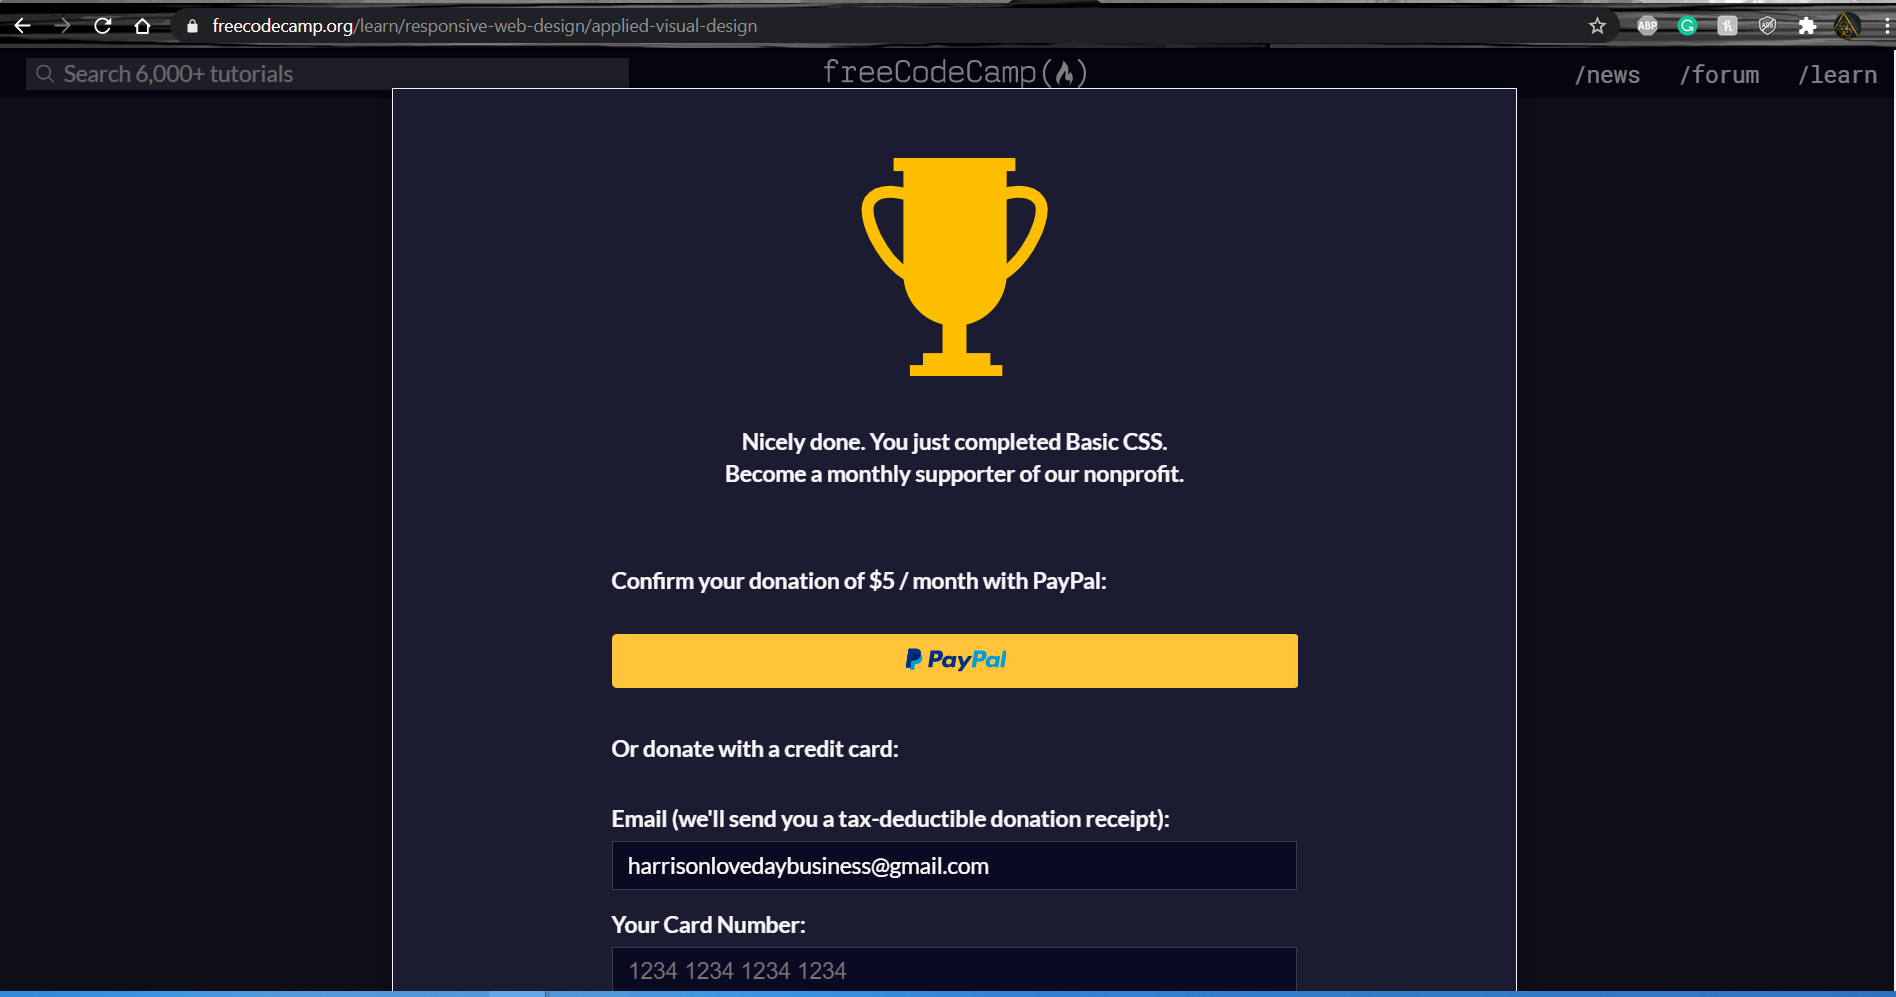 freecodecamp.org/learn/responsive-web-design/applied-visual-design
ABP
Search 6,000+ tutorials
freeCodeCamp(
)
/news
/forum
/learn
Nicely done. You just completed Basic CSS.
Become a monthly supporter of our nonprofit.
Confirm your donation of $5 / month with PayPal:
PayPal
Or donate with a credit card:
Email (we'll send you a tax-deductible donation receipt):
harrisonlovedaybusiness@gmail.com
Your Card Number:
1234 1234 1234 1234